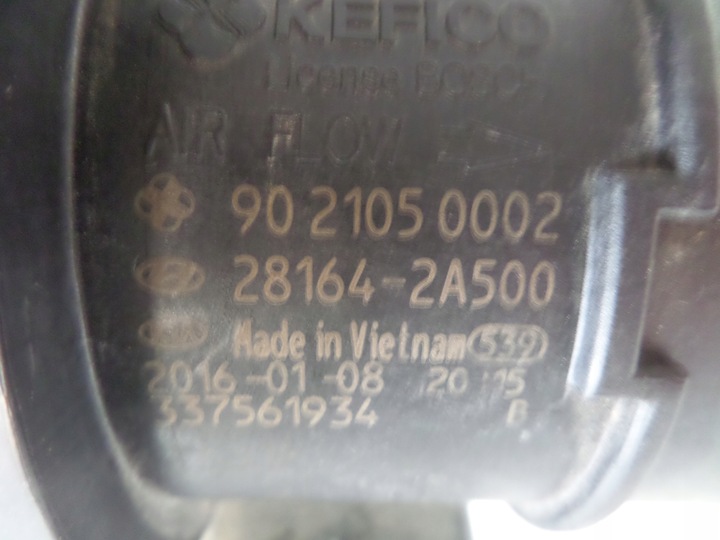 KEFICO
License BOSCH
AIR FLOW
90 2105 0002
28164-2A500
Made in Vietnam 539
2016-01-08 20:15
337561934 B